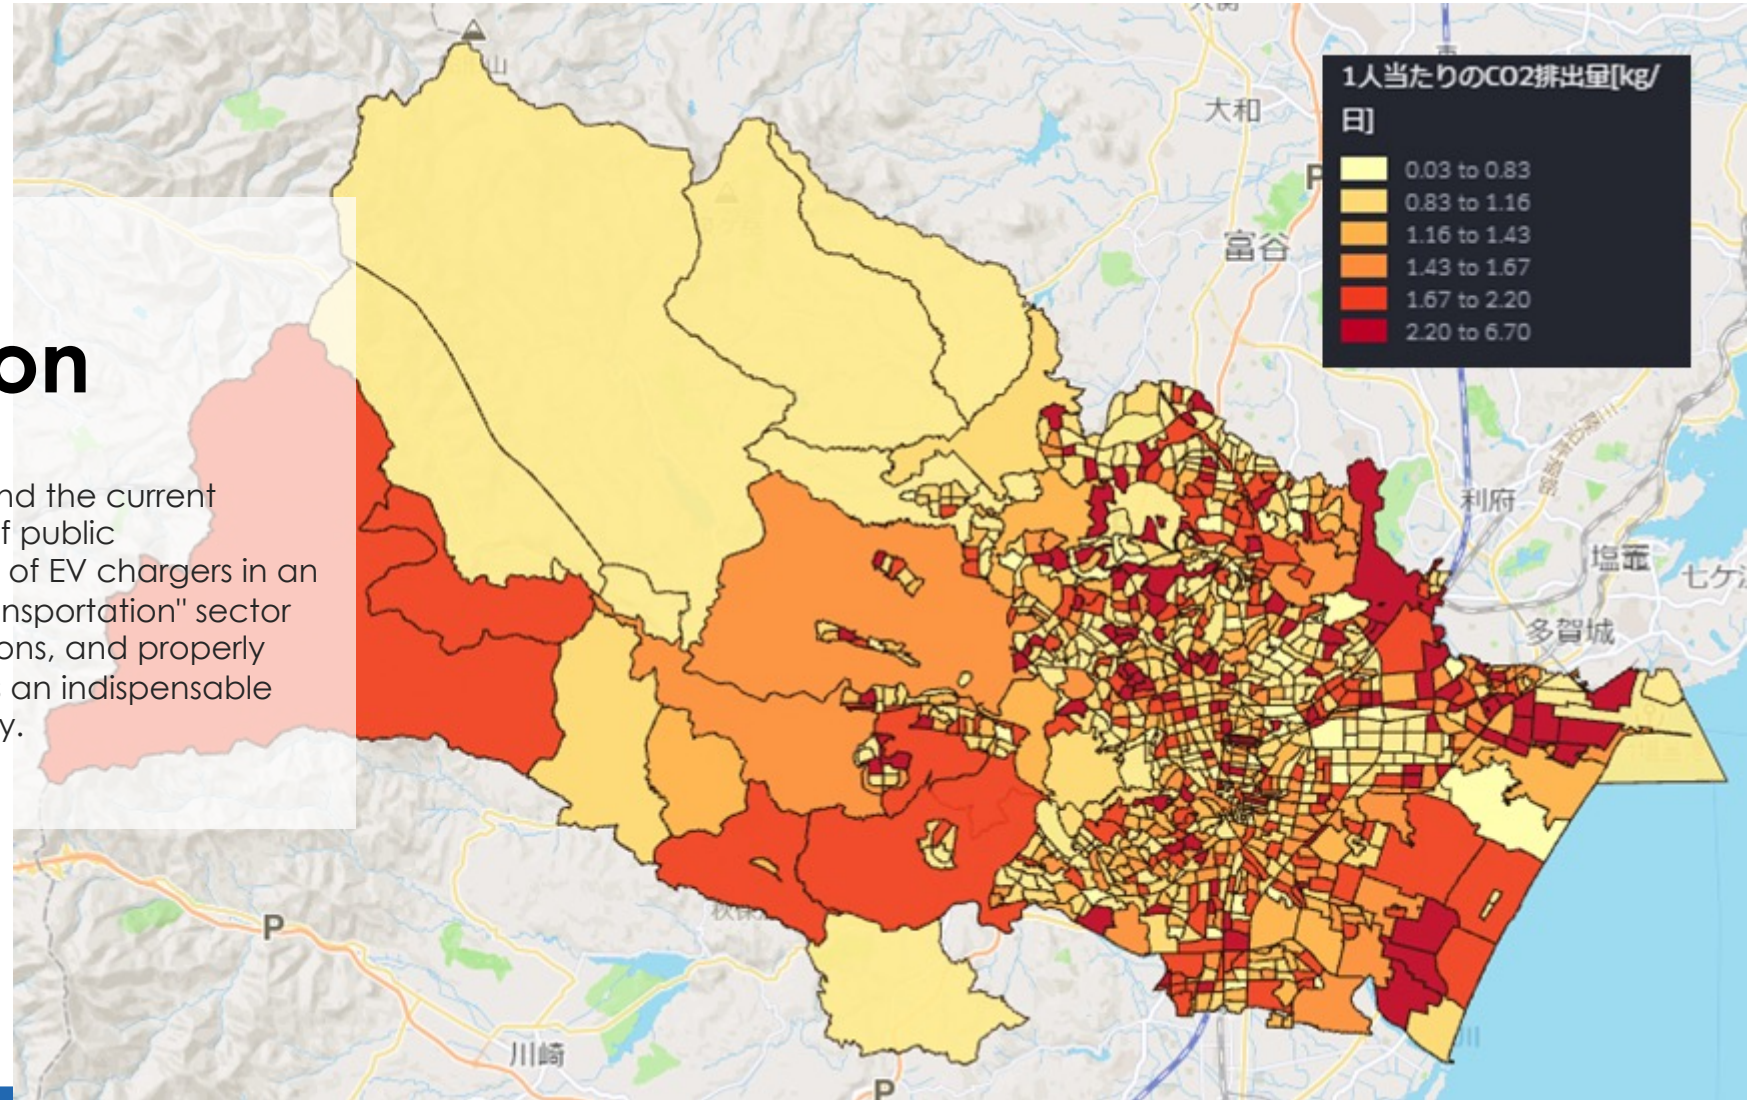 大和
富谷
1人当たりのCO2排出量[kg/
日]
0.03 to 0.83
0.83 to 1.16
1.16 to 1.43
1.43 to 1.67
1.67 to 2.20
2.20 to 6.70
P
on
nd the current
f public
of EV chargers in an
nsportation" sector
ons, and properly
an indispensable
y.
利府
塩竈
七ケ
多賀城
P
川崎
P